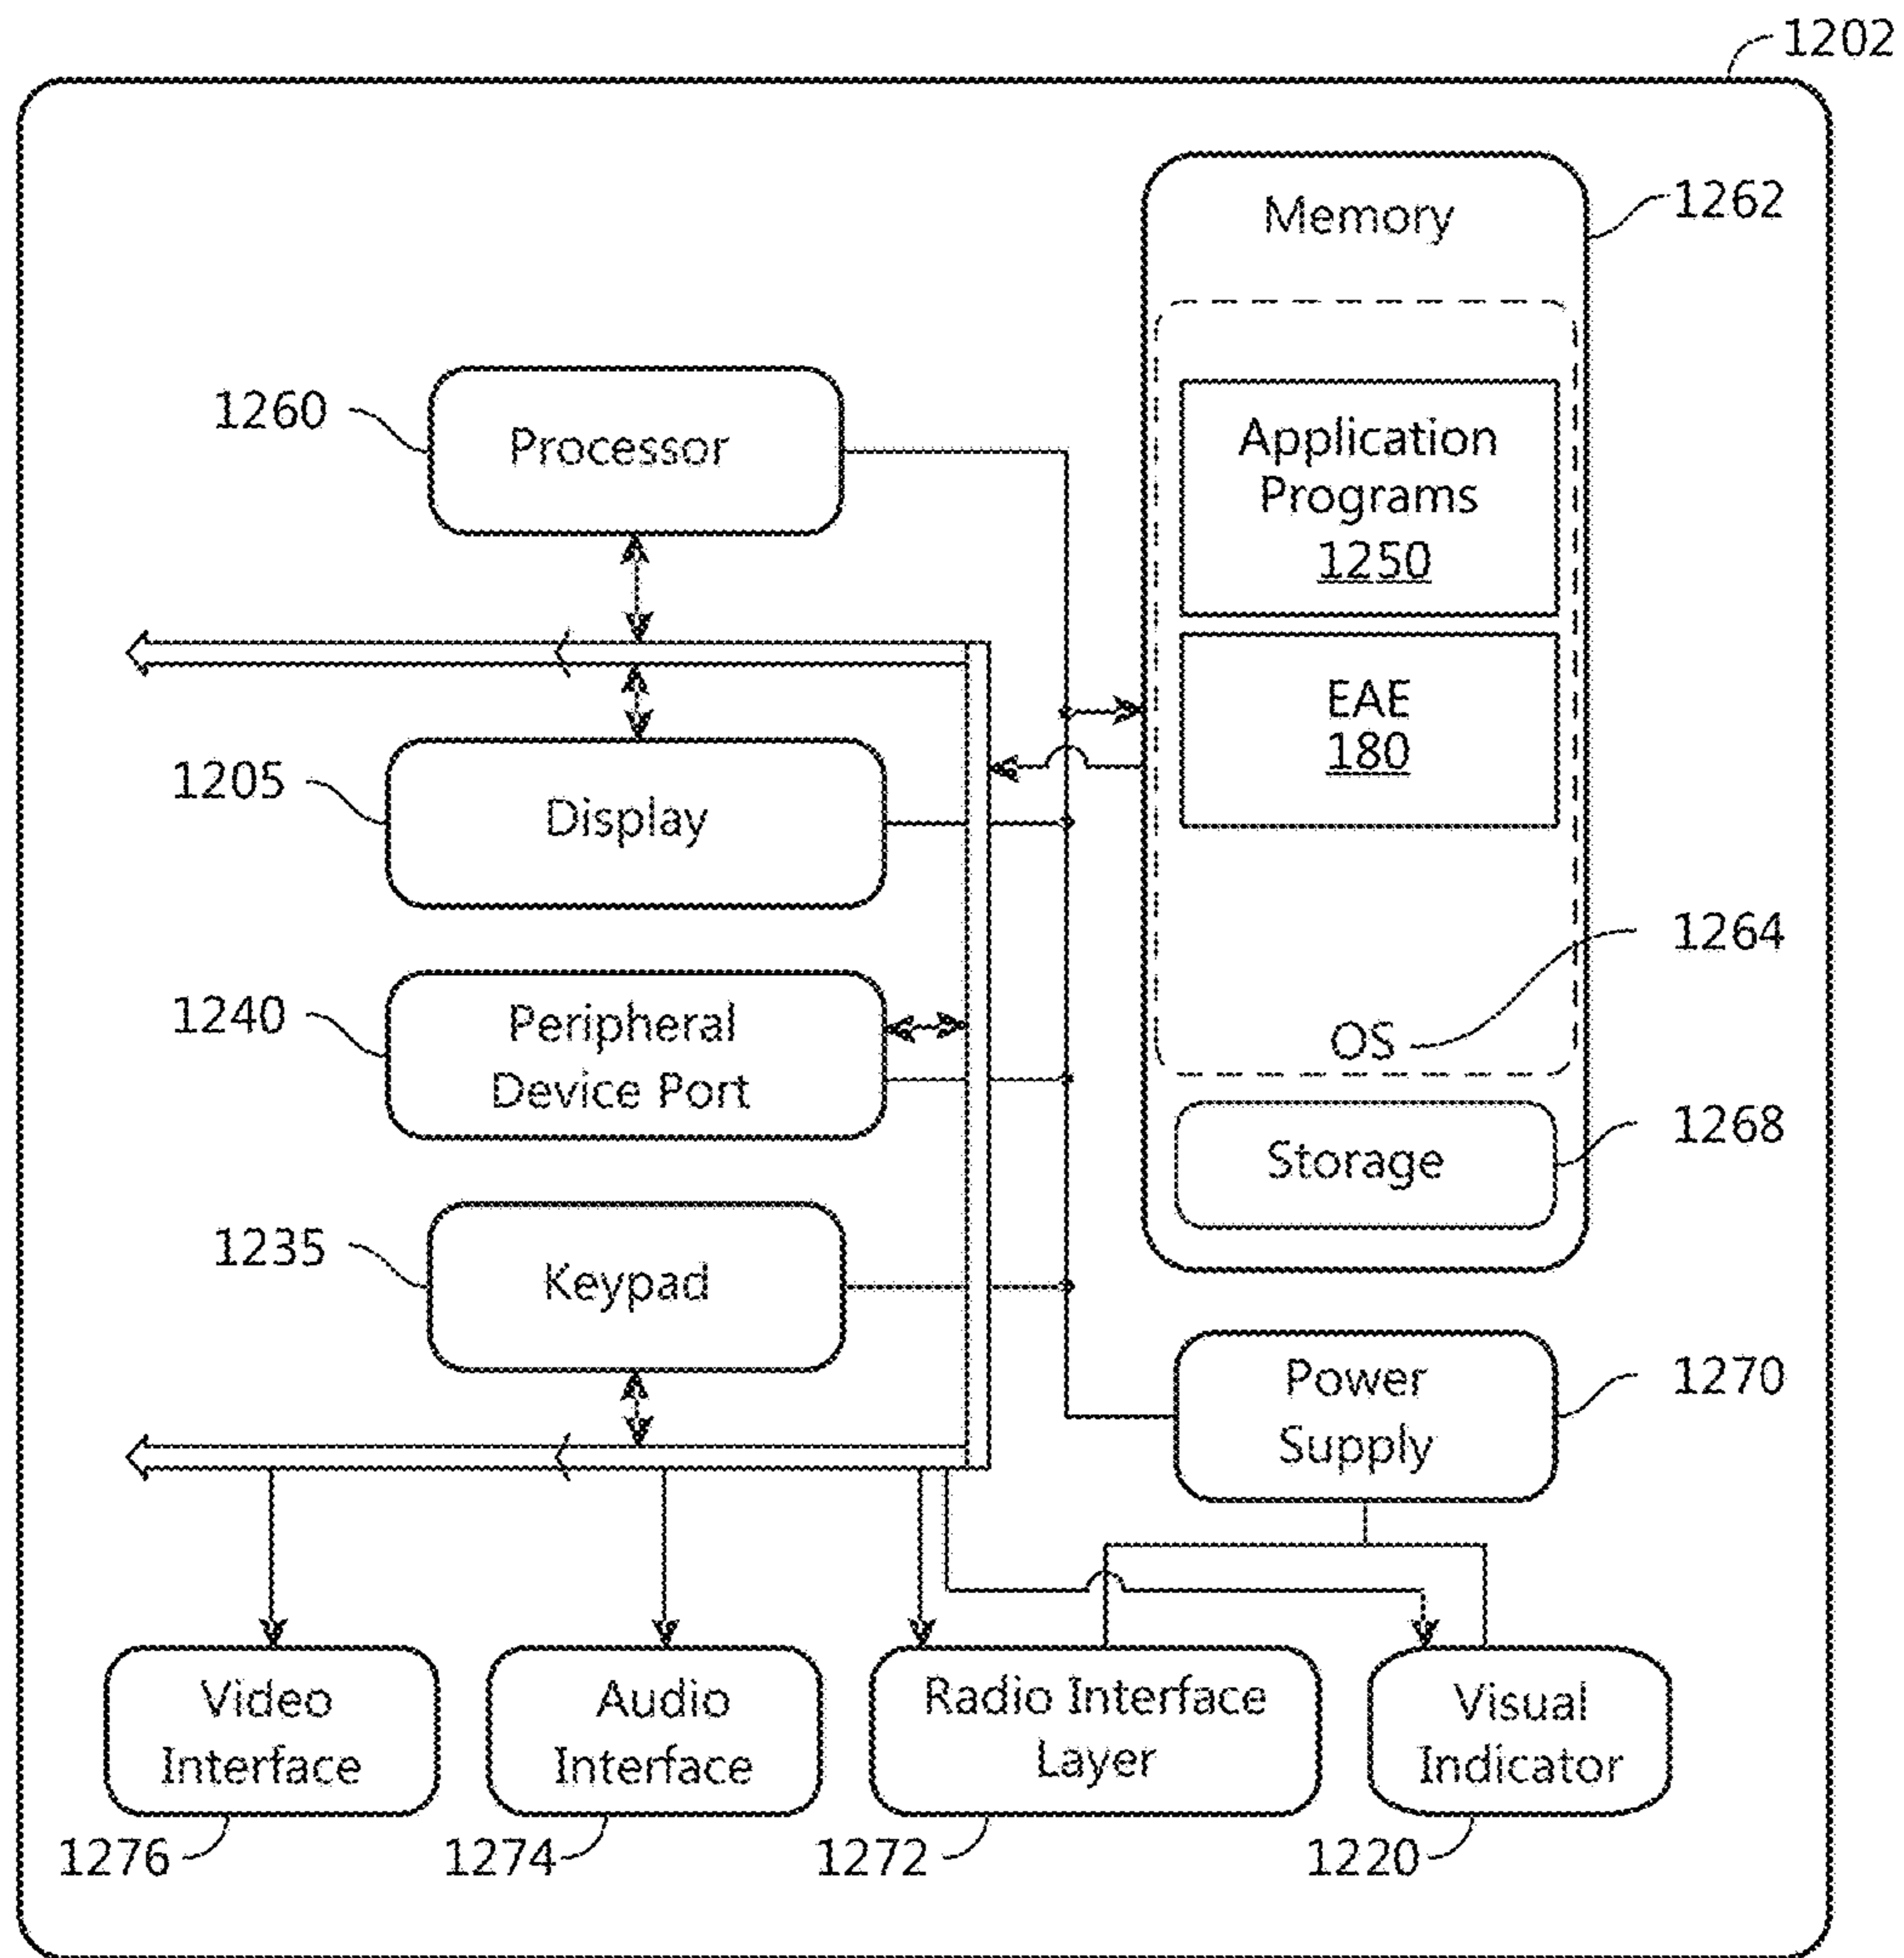 1202
Memory
1262
1260
Processor
Application
Programs
1250
EAE
180
1205
Display
1264
1240
Peripheral
Device Port
OS
1268
Storage
1235
Keypad
Power
Supply
1270
Video
Interface
Audio
Interface
Radio Interface
Layer
Visual
Indicator
1276
1274
1272
1220